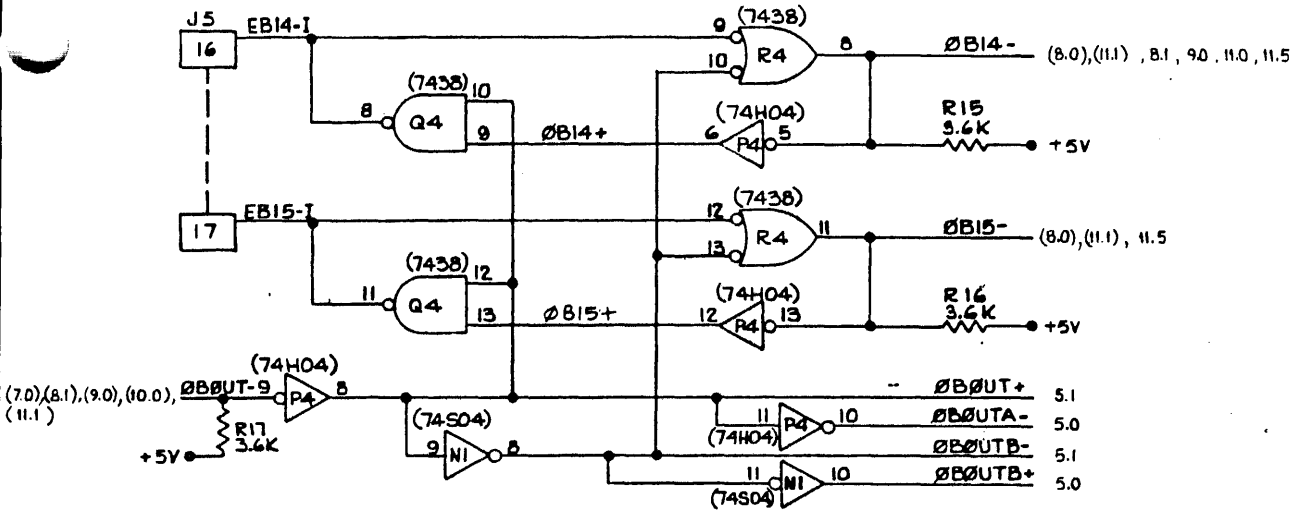 J5
EB14-I
16
(7438)
9
10
R4
8
ØB14-
(8.0),(11.1) , 8.1 , 9.0 , 11.0 , 11.5
(7438)
8
Q4
10
9
ØB14+
(74H04)
6
P4
5
R15
3.6K
+5V
EB15-I
17
(7438)
12
13
R4
11
ØB15-
(8.0),(11.1) , 11.5
(7438)
11
Q4
12
13
ØB15+
(74H04)
12
P4
13
R16
3.6K
+5V
(7.0),(8.1),(9.0),(10.0),
(11.1)
ØBØUT-
9
(74H04)
P4
8
R17
3.6K
+5V
ØBØUT+
5.1
(74S04)
9
N1
8
11
P4
10
(74H04)
ØBØUTA-
5.0
ØBØUTB-
5.1
11
N1
10
(74S04)
ØBØUTB+
5.0